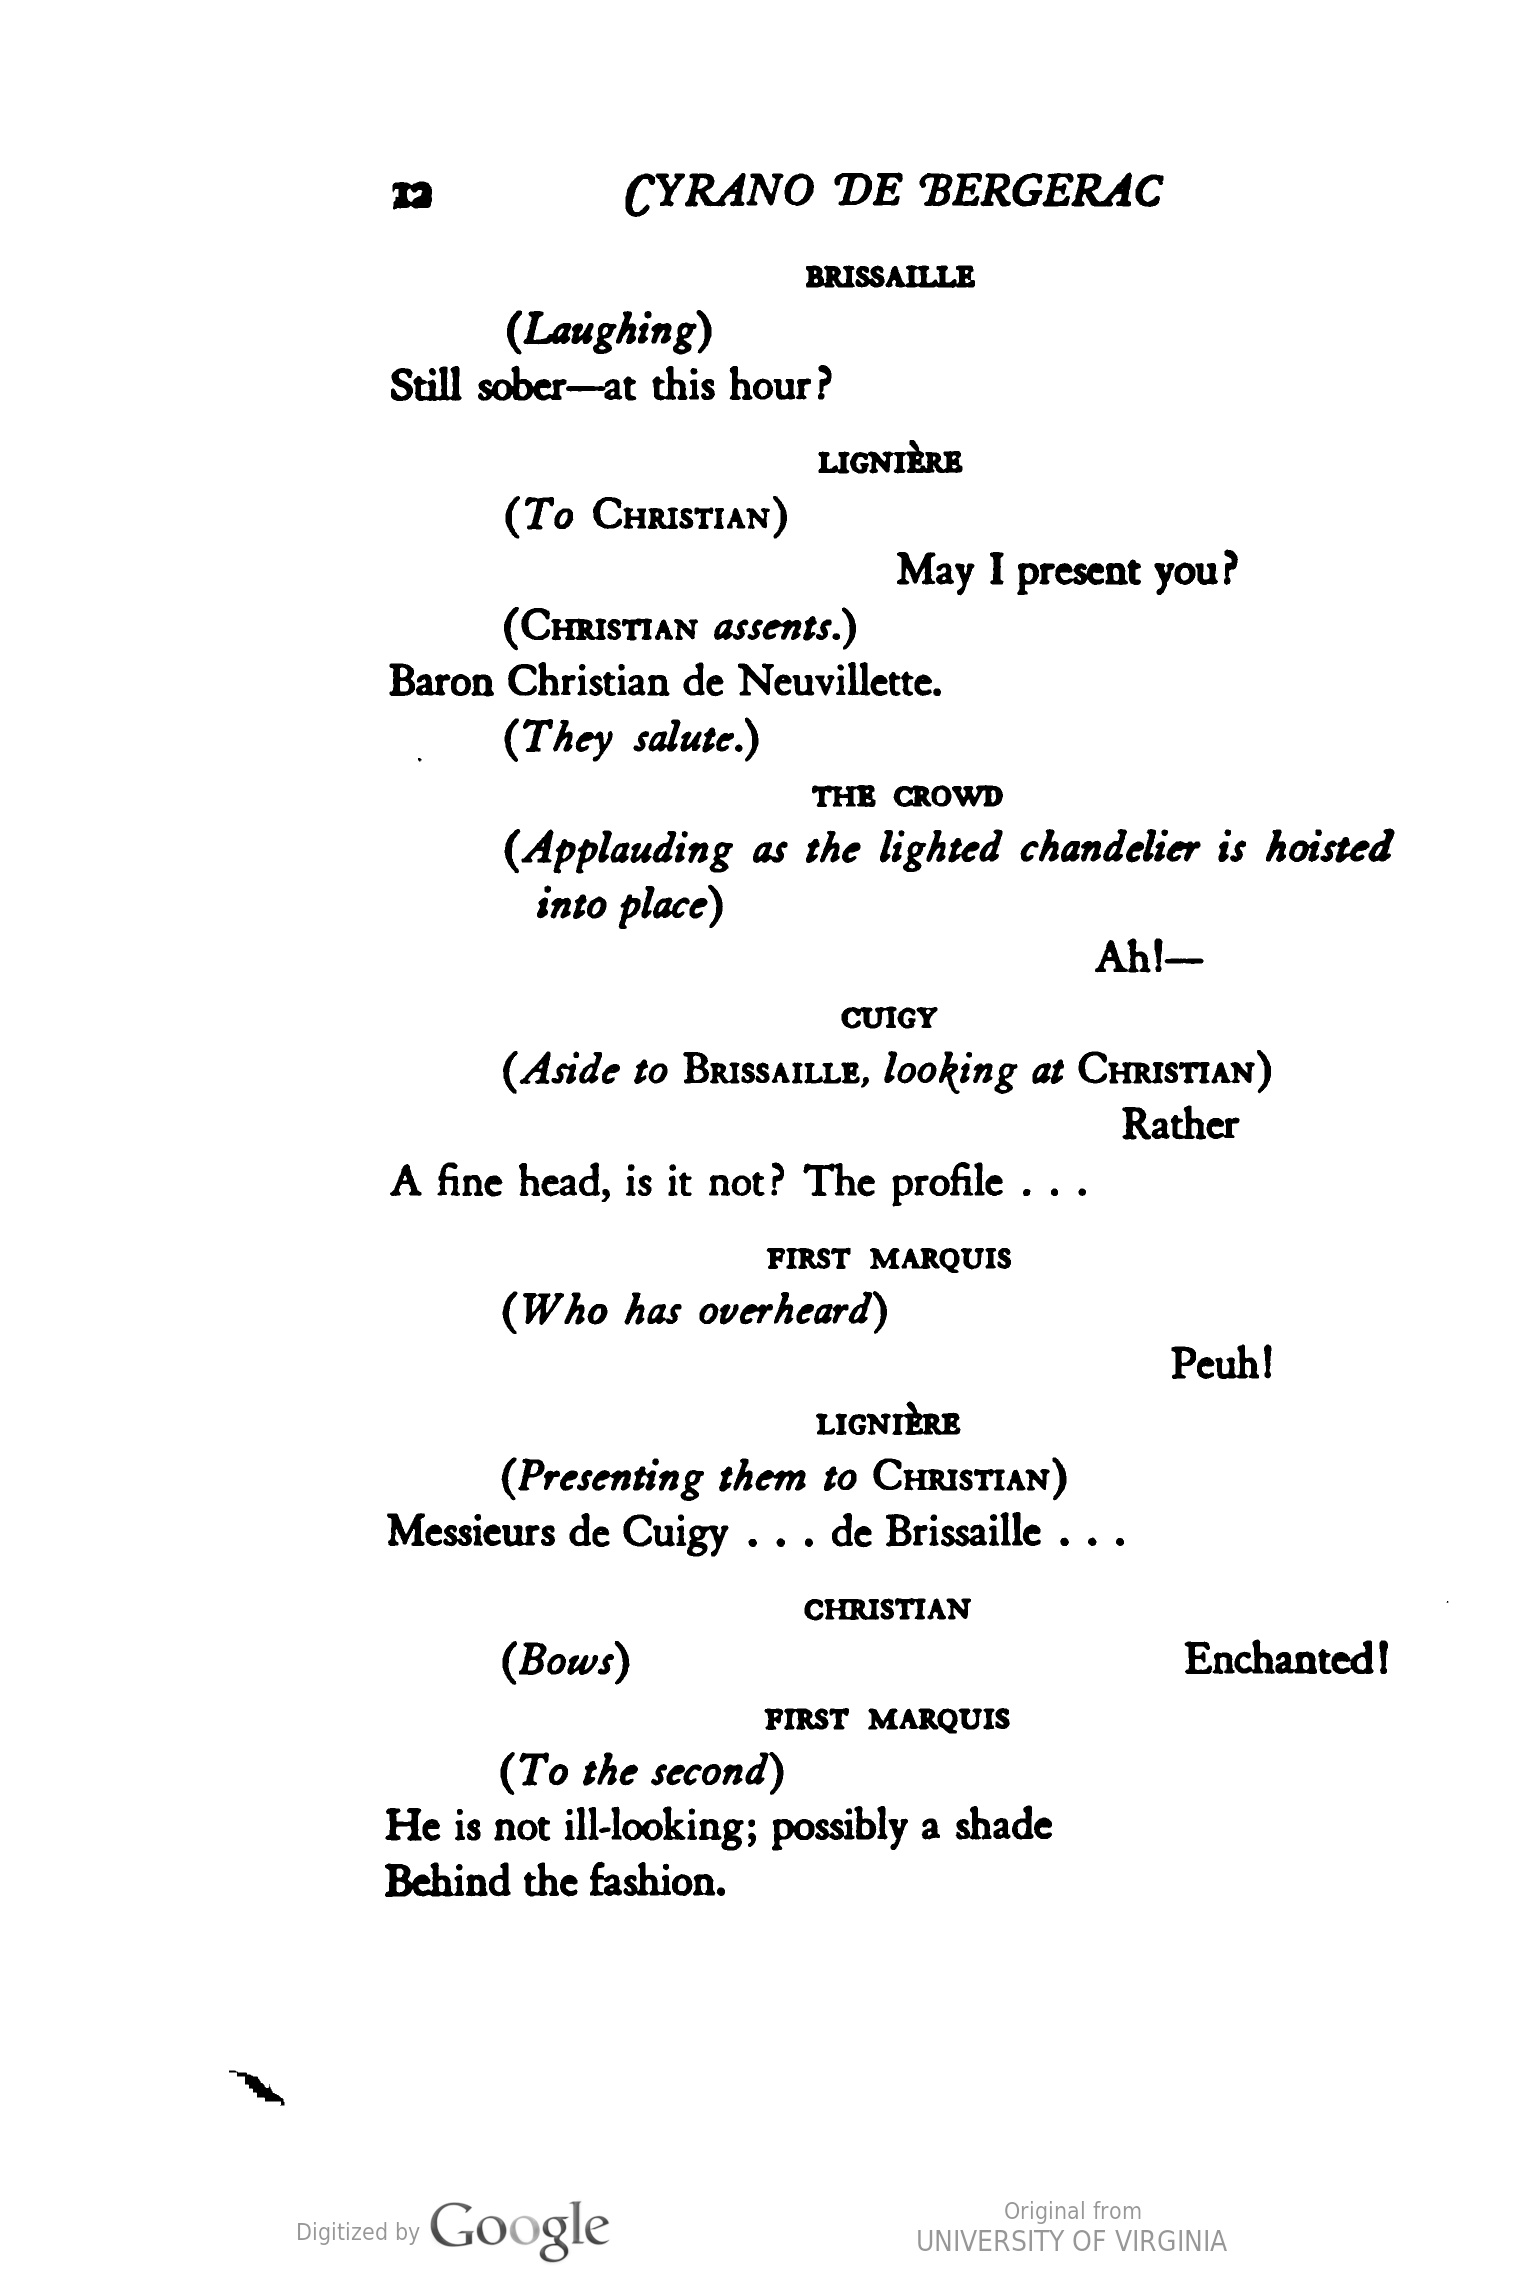 12 CYRANO DE BERGERAC
BRISSAILLE
(Laughing)
Still sober—at this hour?
LIGNIÈRE
(To CHRISTIAN)
May I present you?
(CHRISTIAN assents.)
Baron Christian de Neuvillette.
(They salute.)
THE CROWD
(Applauding as the lighted chandelier is hoisted
into place)
Ah!—
CUIGY
(Aside to BRISSAILLE, looking at CHRISTIAN)
Rather
A fine head, is it not? The profile . . .
FIRST MARQUIS
(Who has overheard)
Peuh!
LIGNIÈRE
(Presenting them to CHRISTIAN)
Messieurs de Cuigy . . . de Brissaille . . .
CHRISTIAN
(Bows) Enchanted!
FIRST MARQUIS
(To the second)
He is not ill-looking; possibly a shade
Behind the fashion.
Digitized by Google
Original from
UNIVERSITY OF VIRGINIA